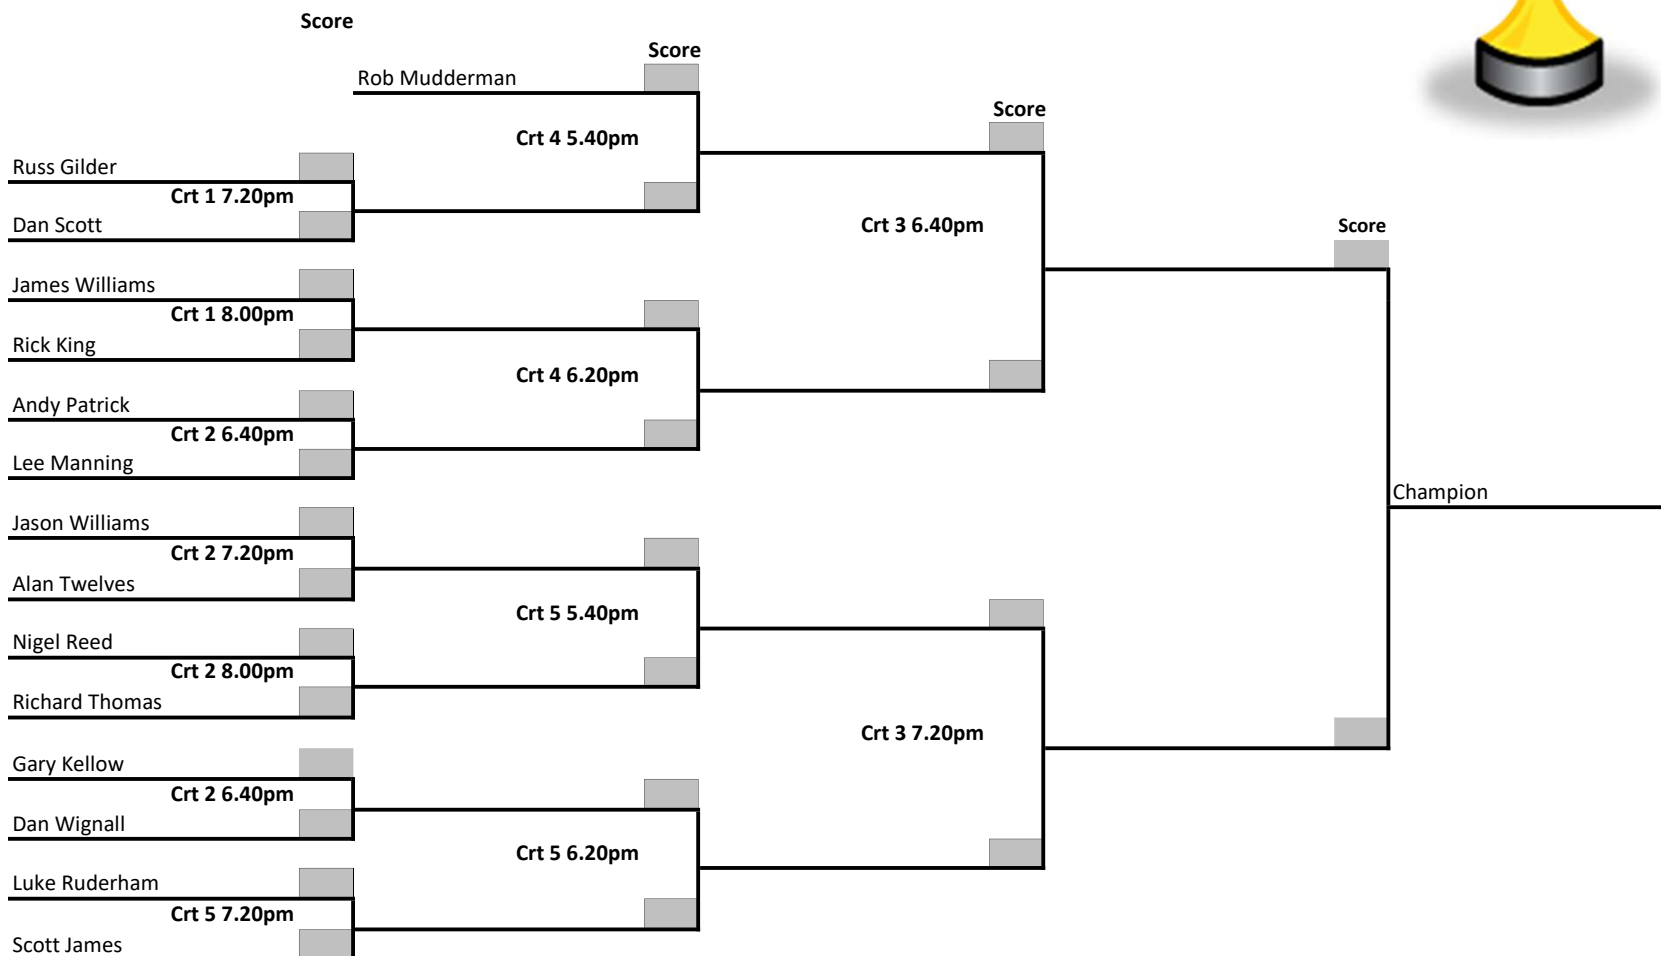 Score
Score
Rob Mudderman
Score
Crt 4 5.40pm
Russ Gilder
Crt 1 7.20pm
Dan Scott
Crt 3 6.40pm
Score
James Williams
Crt 1 8.00pm
Rick King
Crt 4 6.20pm
Andy Patrick
Crt 2 6.40pm
Lee Manning
Champion
Jason Williams
Crt 2 7.20pm
Alan Twelves
Crt 5 5.40pm
Nigel Reed
Crt 2 8.00pm
Richard Thomas
Crt 3 7.20pm
Gary Kellow
Crt 2 6.40pm
Dan Wignall
Crt 5 6.20pm
Luke Ruderham
Crt 5 7.20pm
Scott James